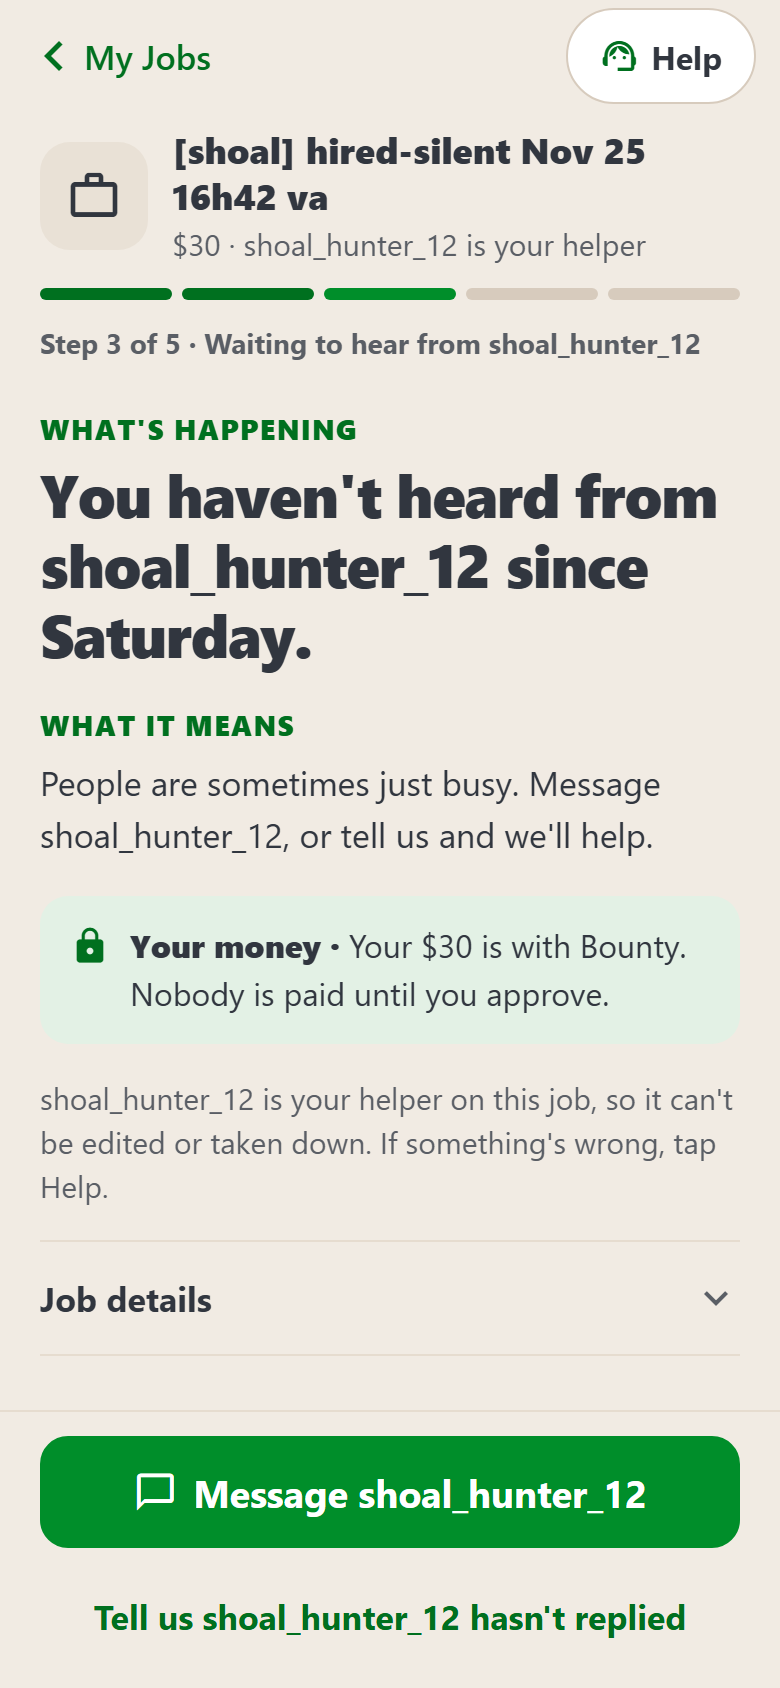 My Jobs
Help
[shoal] hired-silent Nov 25
16h42 va
$30 · shoal_hunter_12 is your helper
Step 3 of 5 · Waiting to hear from shoal_hunter_12
WHAT'S HAPPENING
You haven't heard from
shoal_hunter_12 since
Saturday.
WHAT IT MEANS
People are sometimes just busy. Message
shoal_hunter_12, or tell us and we'll help.
Your money · Your $30 is with Bounty.
Nobody is paid until you approve.
shoal_hunter_12 is your helper on this job, so it can't
be edited or taken down. If something's wrong, tap
Help.
Job details
Message shoal_hunter_12
Tell us shoal_hunter_12 hasn't replied